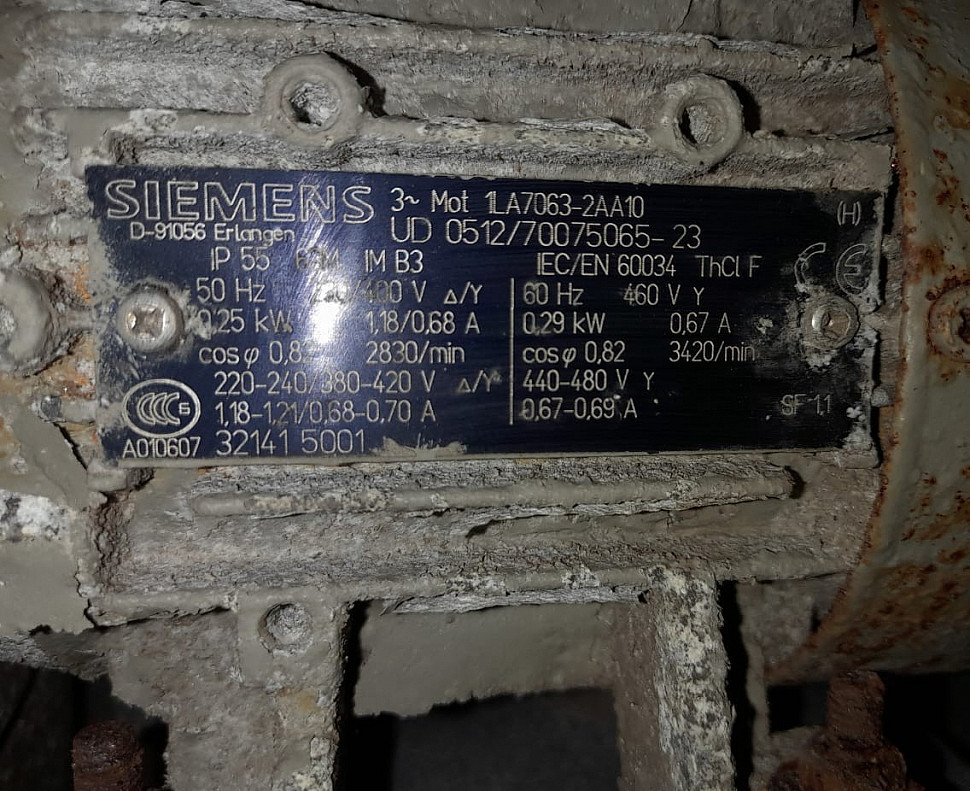 SIEMENS 3~ Mot 1LA7063-2AA10 (H)
D-91056 Erlangen UD 0512/70075065-23
IP 55 IM B3 IEC/EN 60034 ThCl F
50 Hz /400 V Δ/Y 60 Hz 460 V Y
0,25 kW 1,18/0,68 A 0,29 kW 0,67 A
cos φ 2830/min cos φ 0,82 3420/min
220-240/380-420 V Δ/Y 440-480 V Y
1,18-1,21/0,68-0,70 A 0,67-0,69 A SF 1,1
A010607 32141 5001